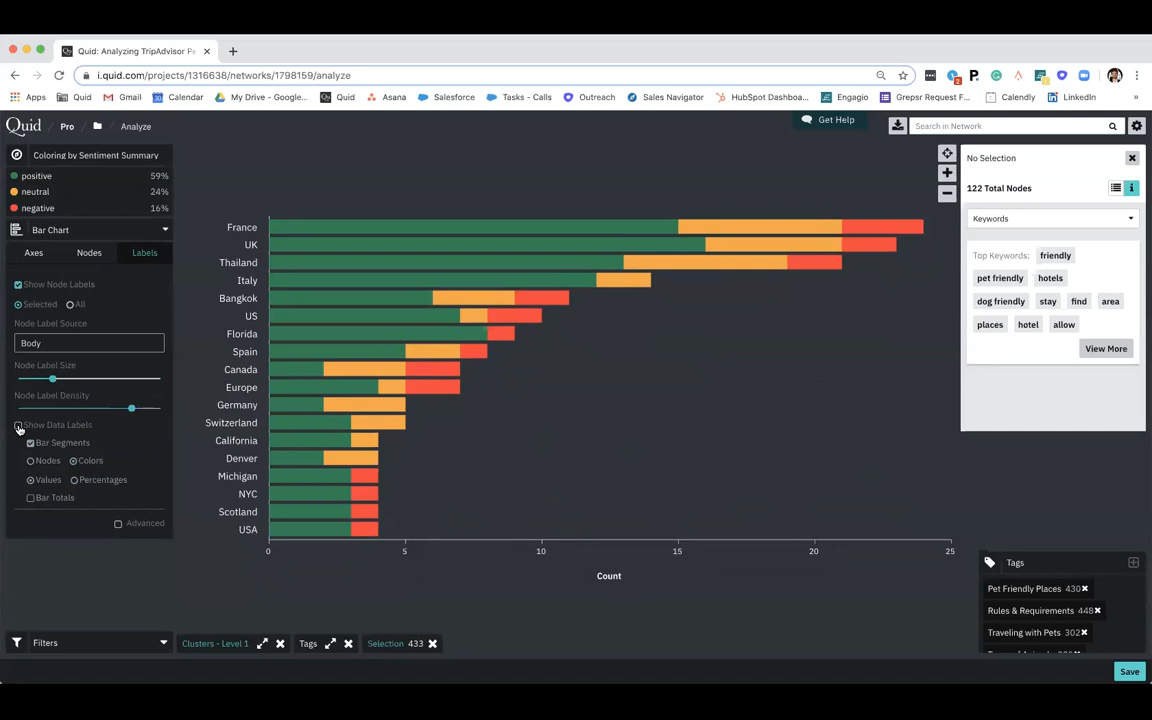 Quid: Analyzing TripAdvisor Pe
i.quid.com/projects/1316638/networks/1798159/analyze
Apps Quid Gmail Calendar My Drive - Google... Quid Asana Salesforce Tasks - Calls Outreach Sales Navigator HubSpot Dashboa... Engagio Grepsr Request F... Calendly LinkedIn »
Quid Pro Analyze Get Help Search in Network
Coloring by Sentiment Summary
positive 59%
neutral 24%
negative 16%
Bar Chart
Axes Nodes Labels
Show Node Labels
Selected All
Node Label Source
Body
Node Label Size
Node Label Density
Show Data Labels
Bar Segments
Nodes Colors
Values Percentages
Bar Totals
Advanced
France
UK
Thailand
Italy
Bangkok
US
Florida
Spain
Canada
Europe
Germany
Switzerland
California
Denver
Michigan
NYC
Scotland
USA
0 5 10 15 20 25
Count
No Selection
122 Total Nodes
Keywords
Top Keywords: friendly
pet friendly hotels
dog friendly stay find area
places hotel allow
View More
Tags
Pet Friendly Places 430
Rules & Requirements 448
Traveling with Pets 302
Filters Clusters - Level 1 Tags Selection 433
Save